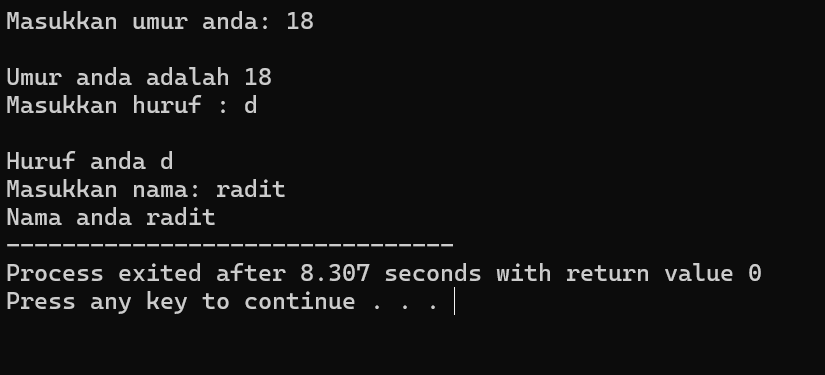 Masukkan umur anda: 18
Umur anda adalah 18
Masukkan huruf : d
Huruf anda d
Masukkan nama: radit
Nama anda radit
--------------------------------
Process exited after 8.307 seconds with return value 0
Press any key to continue . . .